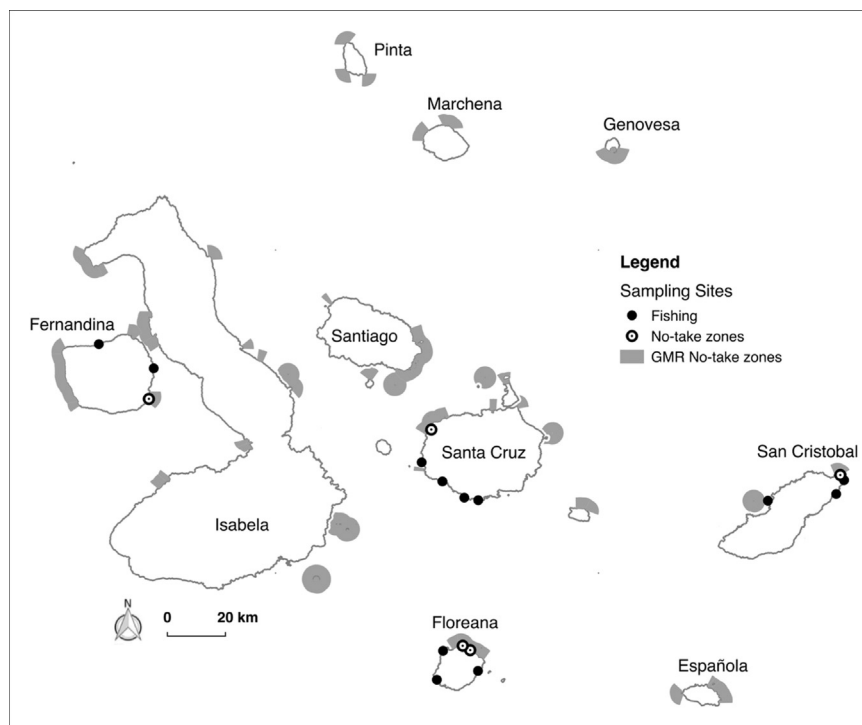 Pinta
Marchena
Genovesa
Legend
Sampling Sites
Fishing
No-take zones
GMR No-take zones
Fernandina
Santiago
Santa Cruz
San Cristobal
Isabela
N
0 20 km
Floreana
Española